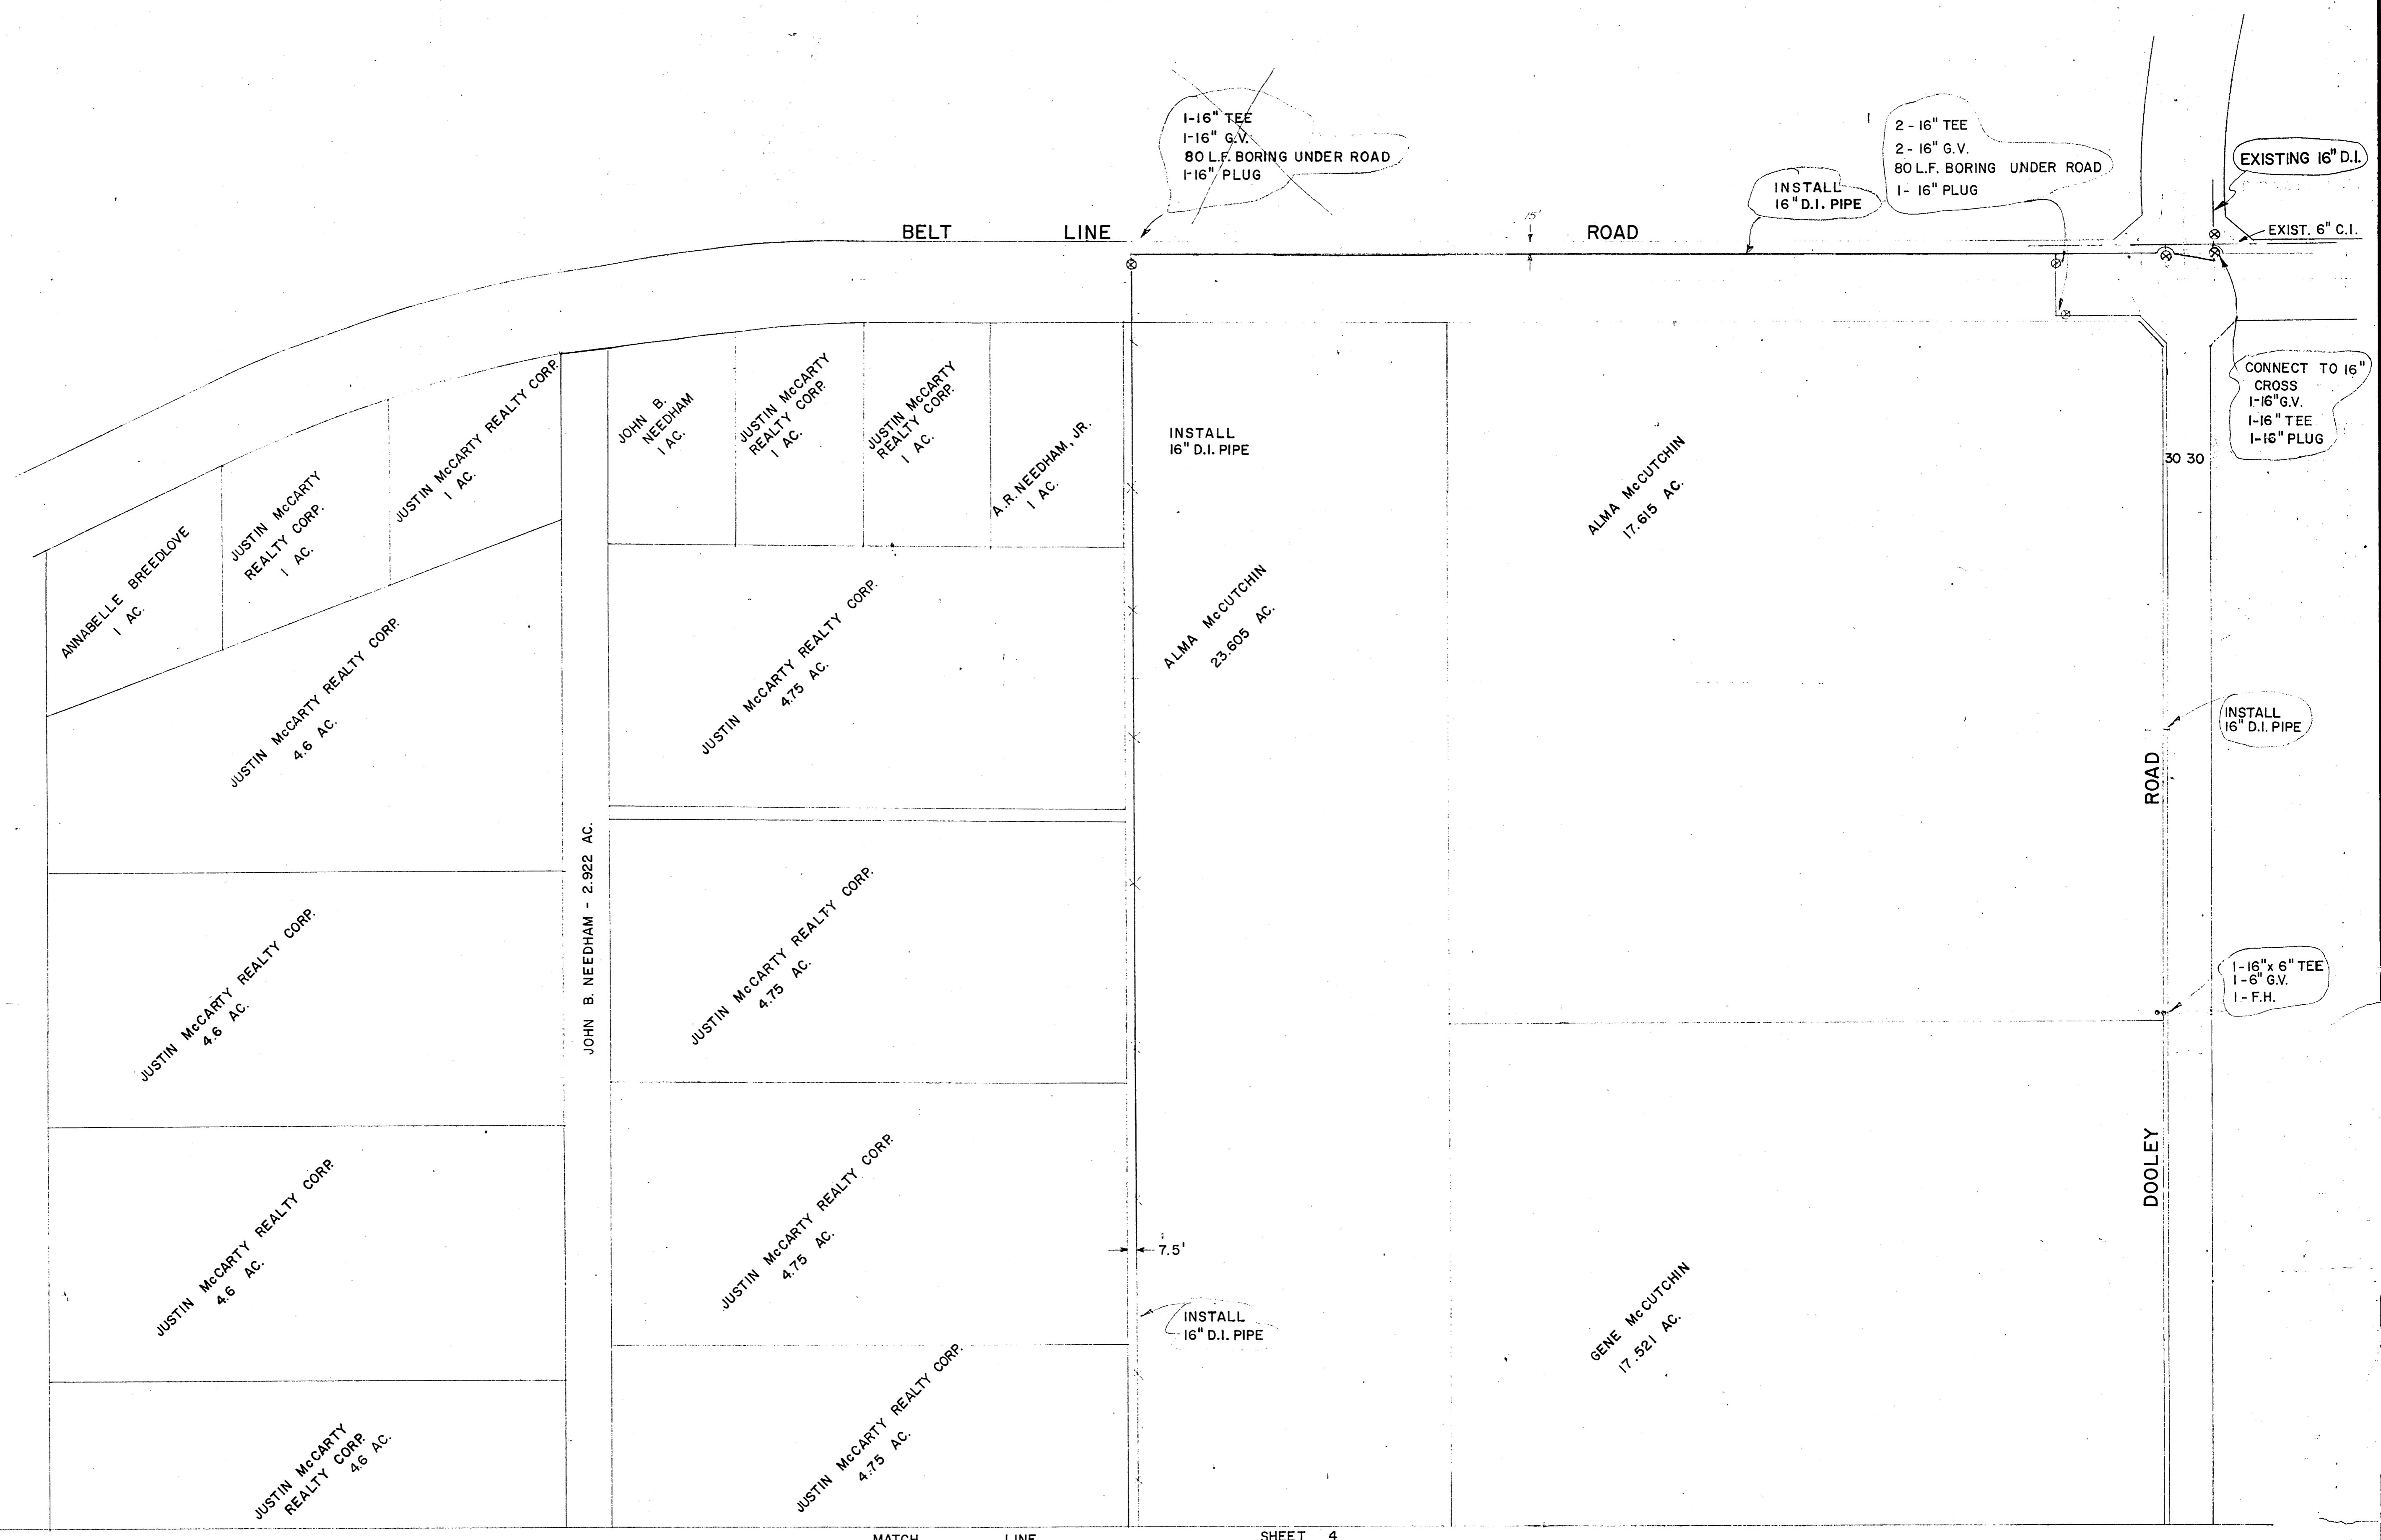 1-16" TEE
1-16" G.V.
80 L.F. BORING UNDER ROAD
1-16" PLUG
2 - 16" TEE
2 - 16" G.V.
80 L.F. BORING UNDER ROAD
1 - 16" PLUG
EXISTING 16" D.I.
INSTALL
16" D.I. PIPE
15'
BELT LINE ROAD
EXIST. 6" C.I.
CONNECT TO 16"
CROSS
1-16" G.V.
1-16" TEE
1-16" PLUG
30 30
ANNABELLE BREEDLOVE
1 AC.
JUSTIN McCARTY
REALTY CORP.
1 AC.
JUSTIN McCARTY REALTY CORP.
1 AC.
JOHN B.
NEEDHAM
1 AC.
JUSTIN McCARTY
REALTY CORP.
1 AC.
JUSTIN McCARTY
REALTY CORP.
1 AC.
A.R. NEEDHAM, JR.
1 AC.
INSTALL
16" D.I. PIPE
ALMA McCUTCHIN
17.615 AC.
ALMA McCUTCHIN
23.605 AC.
JUSTIN McCARTY REALTY CORP.
4.6 AC.
JUSTIN McCARTY REALTY CORP.
4.75 AC.
INSTALL
16" D.I. PIPE
DOOLEY ROAD
JOHN B. NEEDHAM - 2.922 AC.
JUSTIN McCARTY REALTY CORP.
4.6 AC.
JUSTIN McCARTY REALTY CORP.
4.75 AC.
1-16" x 6" TEE
1-6" G.V.
1 - F.H.
JUSTIN McCARTY REALTY CORP.
4.6 AC.
JUSTIN McCARTY REALTY CORP.
4.75 AC.
7.5'
INSTALL
16" D.I. PIPE
GENE McCUTCHIN
17.521 AC.
JUSTIN McCARTY
REALTY CORP.
4.6 AC.
JUSTIN McCARTY REALTY CORP.
4.75 AC.
MATCH LINE SHEET 4